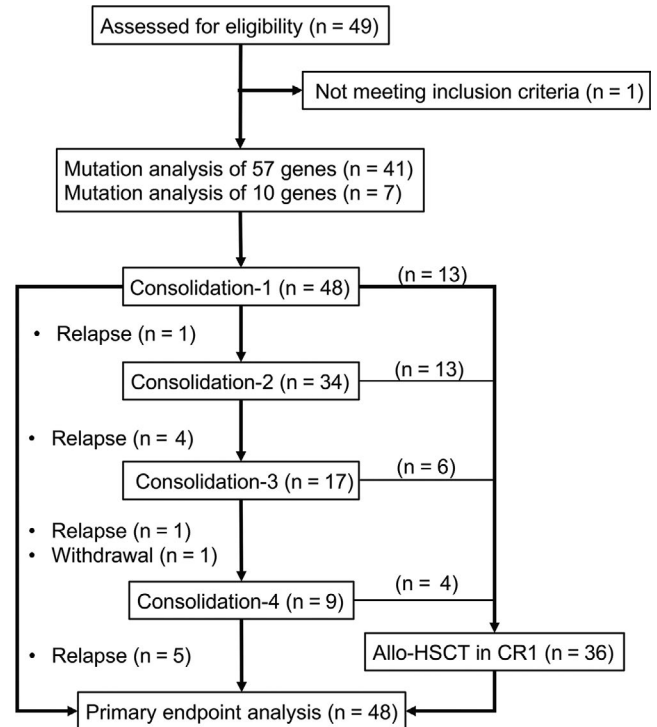 Assessed for eligibility (n = 49)
Not meeting inclusion criteria (n = 1)
Mutation analysis of 57 genes (n = 41)
Mutation analysis of 10 genes (n = 7)
Consolidation-1 (n = 48)
(n = 13)
• Relapse (n = 1)
Consolidation-2 (n = 34)
(n = 13)
• Relapse (n = 4)
Consolidation-3 (n = 17)
(n = 6)
• Relapse (n = 1)
• Withdrawal (n = 1)
Consolidation-4 (n = 9)
(n = 4)
• Relapse (n = 5)
Allo-HSCT in CR1 (n = 36)
Primary endpoint analysis (n = 48)